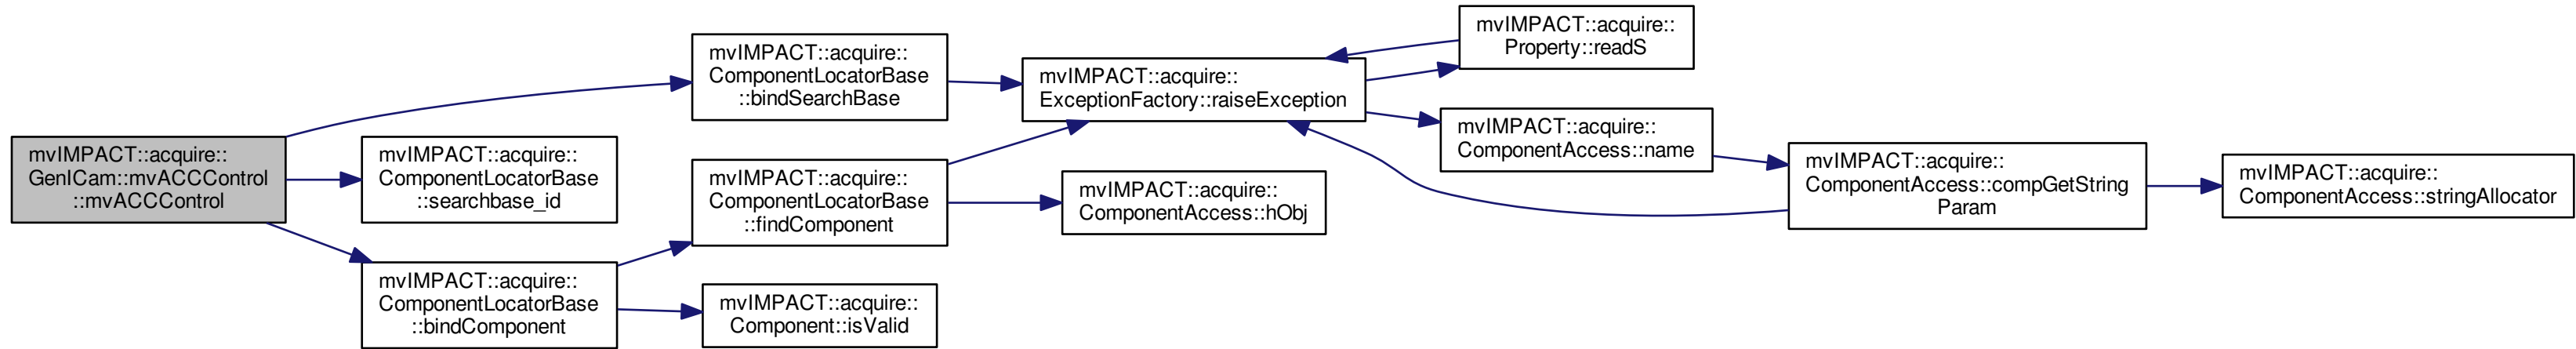 mvIMPACT::acquire::
GenICam::mvACCControl
::mvACCControl
mvIMPACT::acquire::
ComponentLocatorBase
::bindSearchBase
mvIMPACT::acquire::
ComponentLocatorBase
::searchbase_id
mvIMPACT::acquire::
ComponentLocatorBase
::bindComponent
mvIMPACT::acquire::
ComponentLocatorBase
::findComponent
mvIMPACT::acquire::
Component::isValid
mvIMPACT::acquire::
ExceptionFactory::raiseException
mvIMPACT::acquire::
ComponentAccess::hObj
mvIMPACT::acquire::
Property::readS
mvIMPACT::acquire::
ComponentAccess::name
mvIMPACT::acquire::
ComponentAccess::compGetString
Param
mvIMPACT::acquire::
ComponentAccess::stringAllocator